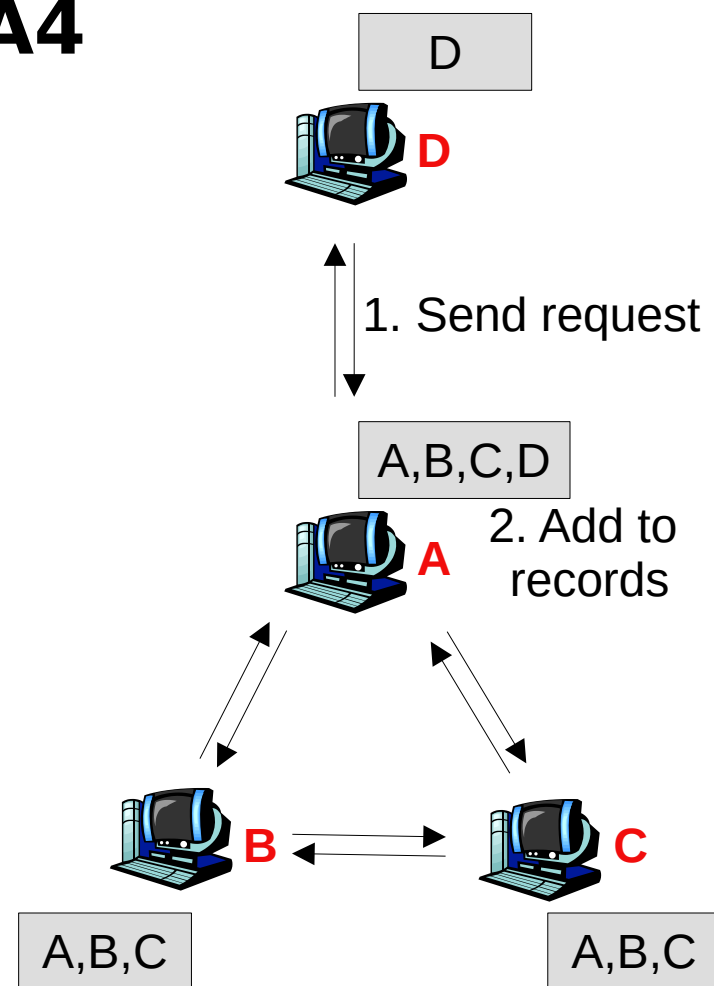 A4
D
D
1. Send request
A,B,C,D
A
2. Add to
records
B
C
A,B,C
A,B,C